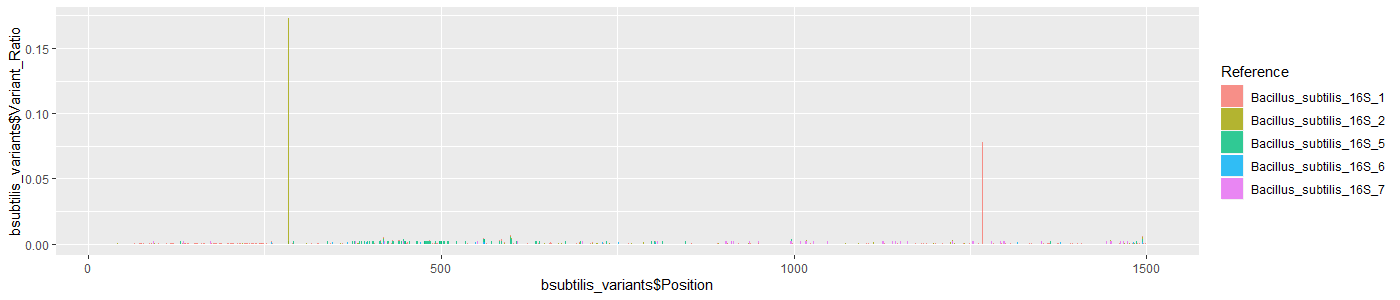 bsubtilis_variants$Variant_Ratio
0.15
0.10
0.05
0.00
0
500
1000
1500
bsubtilis_variants$Position
Reference
Bacillus_subtilis_16S_1
Bacillus_subtilis_16S_2
Bacillus_subtilis_16S_5
Bacillus_subtilis_16S_6
Bacillus_subtilis_16S_7